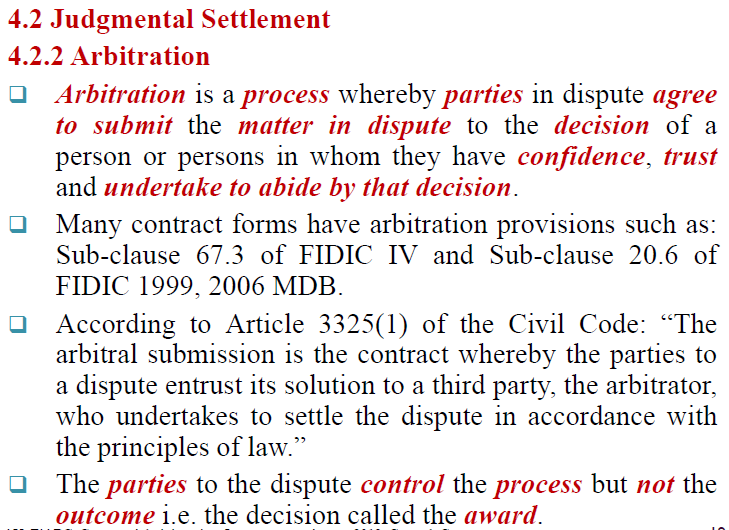 4.2 Judgmental Settlement
4.2.2 Arbitration
❑ Arbitration is a process whereby parties in dispute agree
to submit the matter in dispute to the decision of a
person or persons in whom they have confidence, trust
and undertake to abide by that decision.
❑ Many contract forms have arbitration provisions such as:
Sub-clause 67.3 of FIDIC IV and Sub-clause 20.6 of
FIDIC 1999, 2006 MDB.
❑ According to Article 3325(1) of the Civil Code: “The
arbitral submission is the contract whereby the parties to
a dispute entrust its solution to a third party, the arbitrator,
who undertakes to settle the dispute in accordance with
the principles of law.”
❑ The parties to the dispute control the process but not the
outcome i.e. the decision called the award.